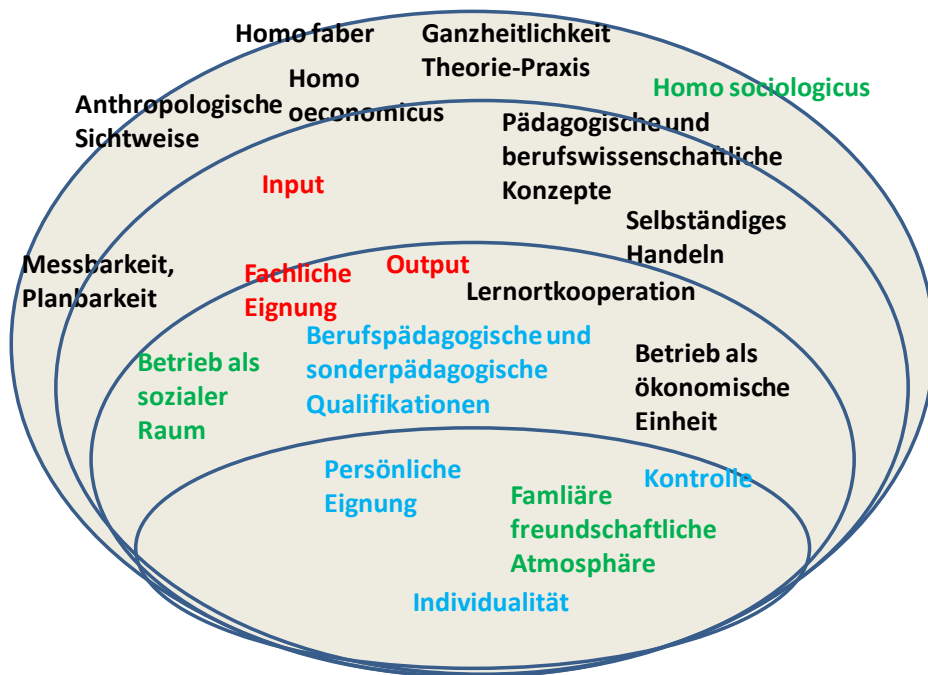 Homo faber
Ganzheitlichkeit
Theorie-Praxis
Homo
oeconomicus
Homo sociologicus
Anthropologische
Sichtweise
Pädagogische und
berufswissenschaftliche
Konzepte
Input
Selbständiges
Handeln
Messbarkeit,
Planbarkeit
Fachliche
Eignung
Output
Lernortkooperation
Betrieb als
sozialer
Raum
Berufspädagogische und
sonderpädagogische
Qualifikationen
Betrieb als
ökonomische
Einheit
Persönliche
Eignung
Kontrolle
Famliäre
freundschaftliche
Atmosphäre
Individualität